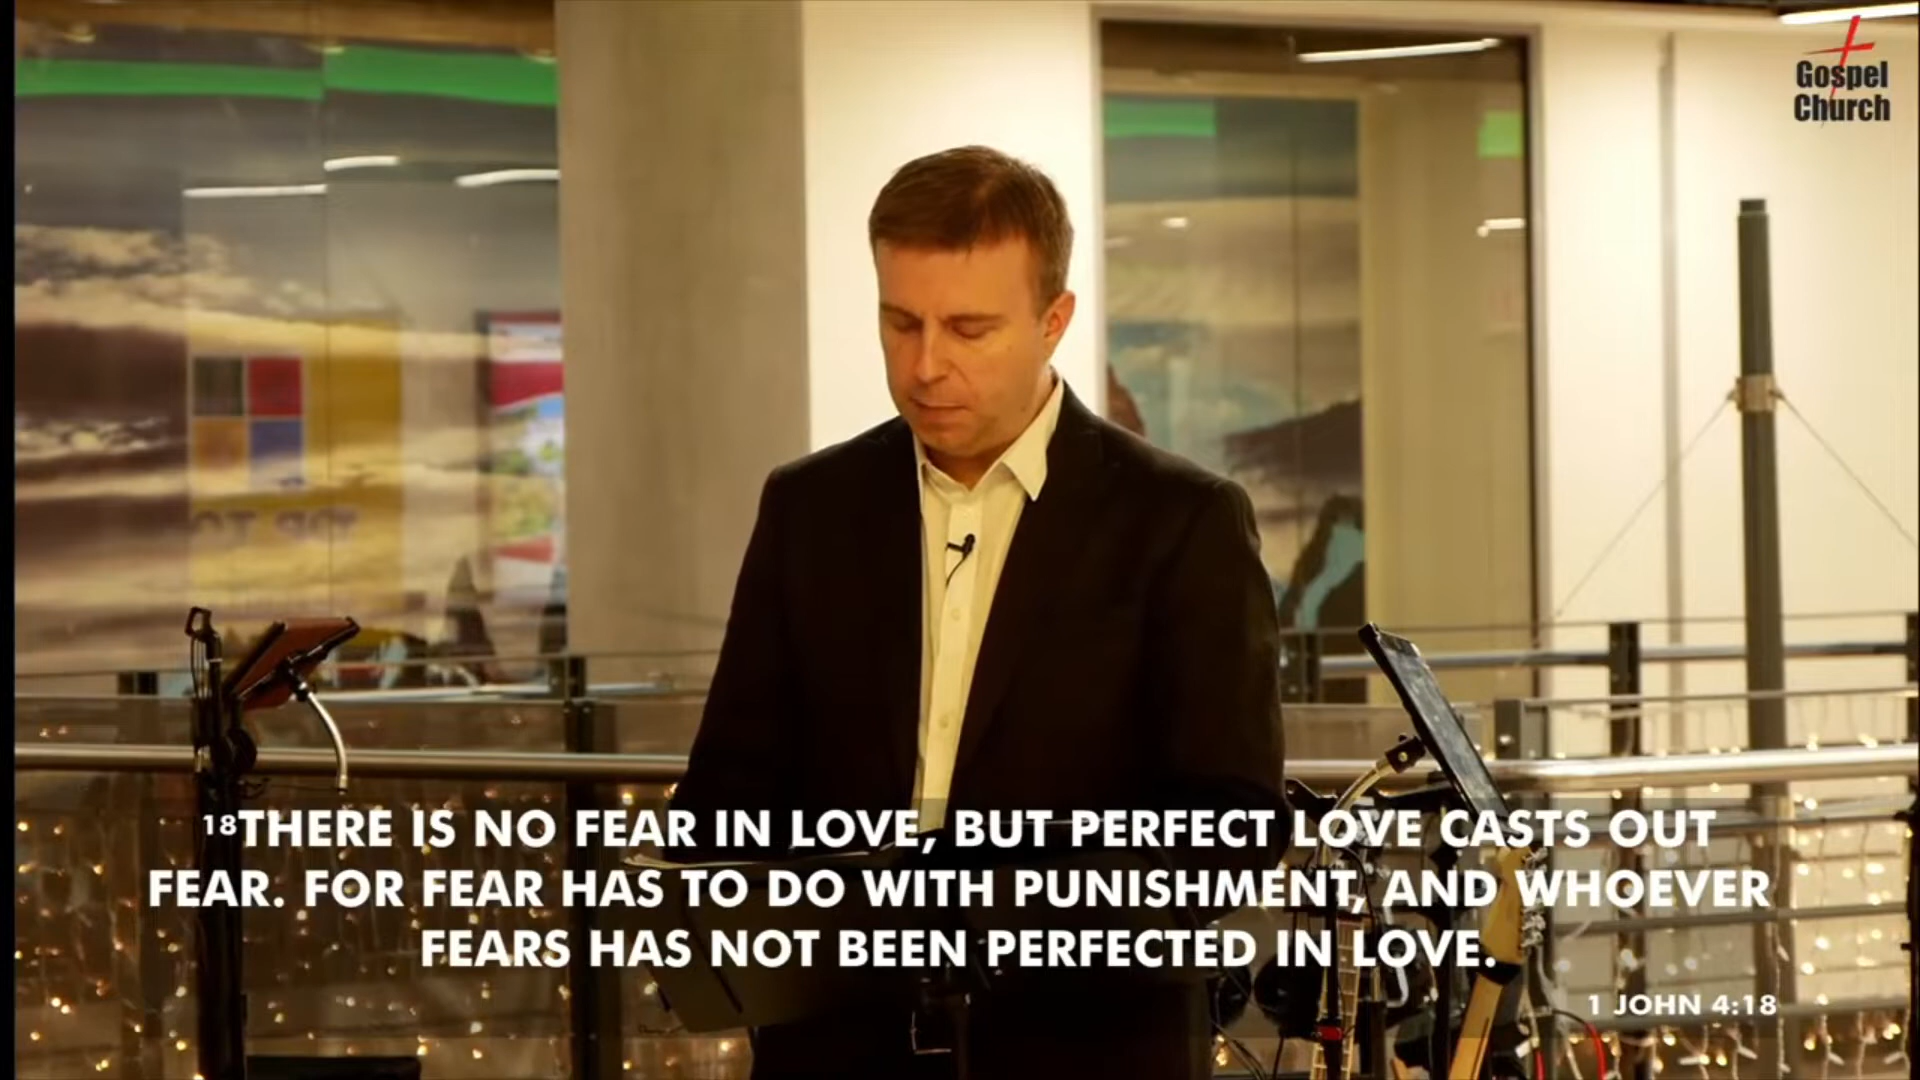 Gospel
Church
18THERE IS NO FEAR IN LOVE, BUT PERFECT LOVE CASTS OUT
FEAR. FOR FEAR HAS TO DO WITH PUNISHMENT, AND WHOEVER
FEARS HAS NOT BEEN PERFECTED IN LOVE.
1 JOHN 4:18